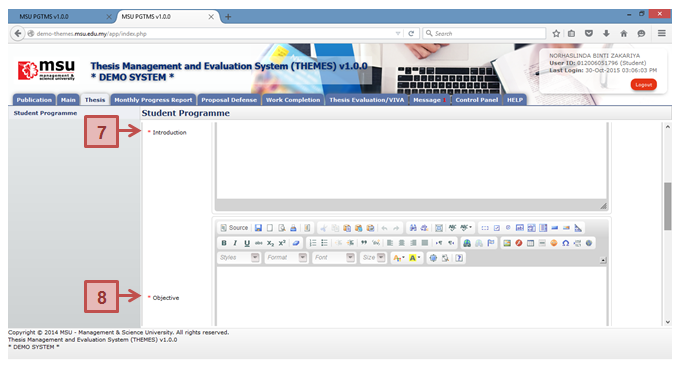 MSU PGTMS v1.0.0
MSU PGTMS v1.0.0
demo-themes.msu.edu.my/app/index.php
Search
msu
management &
science university
Thesis Management and Evaluation System (THEMES) v1.0.0
* DEMO SYSTEM *
NORHASLINDA BINTI ZAKARIYA
User ID: 012006051796 (Student)
Last Login: 30-Oct-2015 03:06:03 PM
Logout
Publication Main Thesis Monthly Progress Report Proposal Defense Work Completion Thesis Evaluation/VIVA Message Control Panel HELP
Student Programme
Student Programme
7
* Introduction
Source
B I U abc X₂ X²
Styles Format Font Size
8
* Objective
Copyright © 2014 MSU - Management & Science University. All rights reserved.
Thesis Management and Evaluation System (THEMES) v1.0.0
* DEMO SYSTEM *